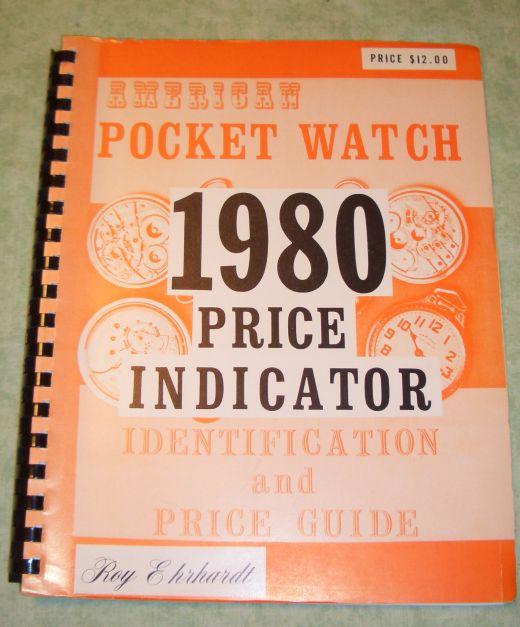 PRICE $12.00
AMERICAN
POCKET WATCH
1980
PRICE
INDICATOR
IDENTIFICATION
and
PRICE GUIDE
Roy Ehrhardt